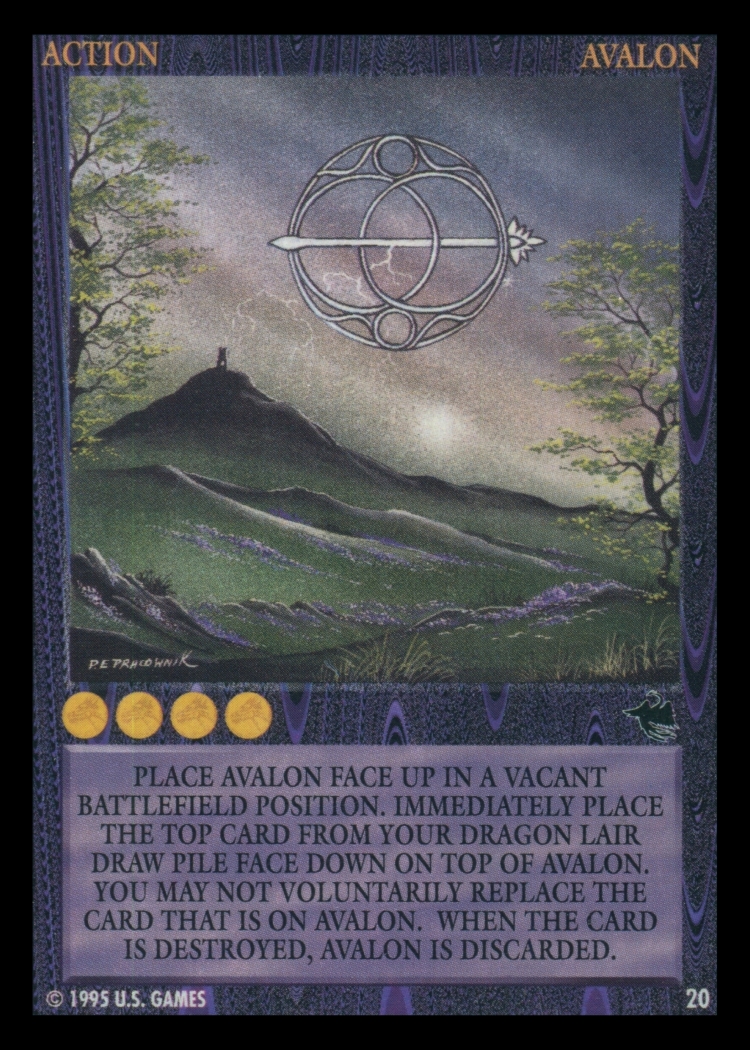 ACTION AVALON
P.E PRACOWNIK
PLACE AVALON FACE UP IN A VACANT
BATTLEFIELD POSITION. IMMEDIATELY PLACE
THE TOP CARD FROM YOUR DRAGON LAIR
DRAW PILE FACE DOWN ON TOP OF AVALON.
YOU MAY NOT VOLUNTARILY REPLACE THE
CARD THAT IS ON AVALON. WHEN THE CARD
IS DESTROYED, AVALON IS DISCARDED.
© 1995 U.S. GAMES 20